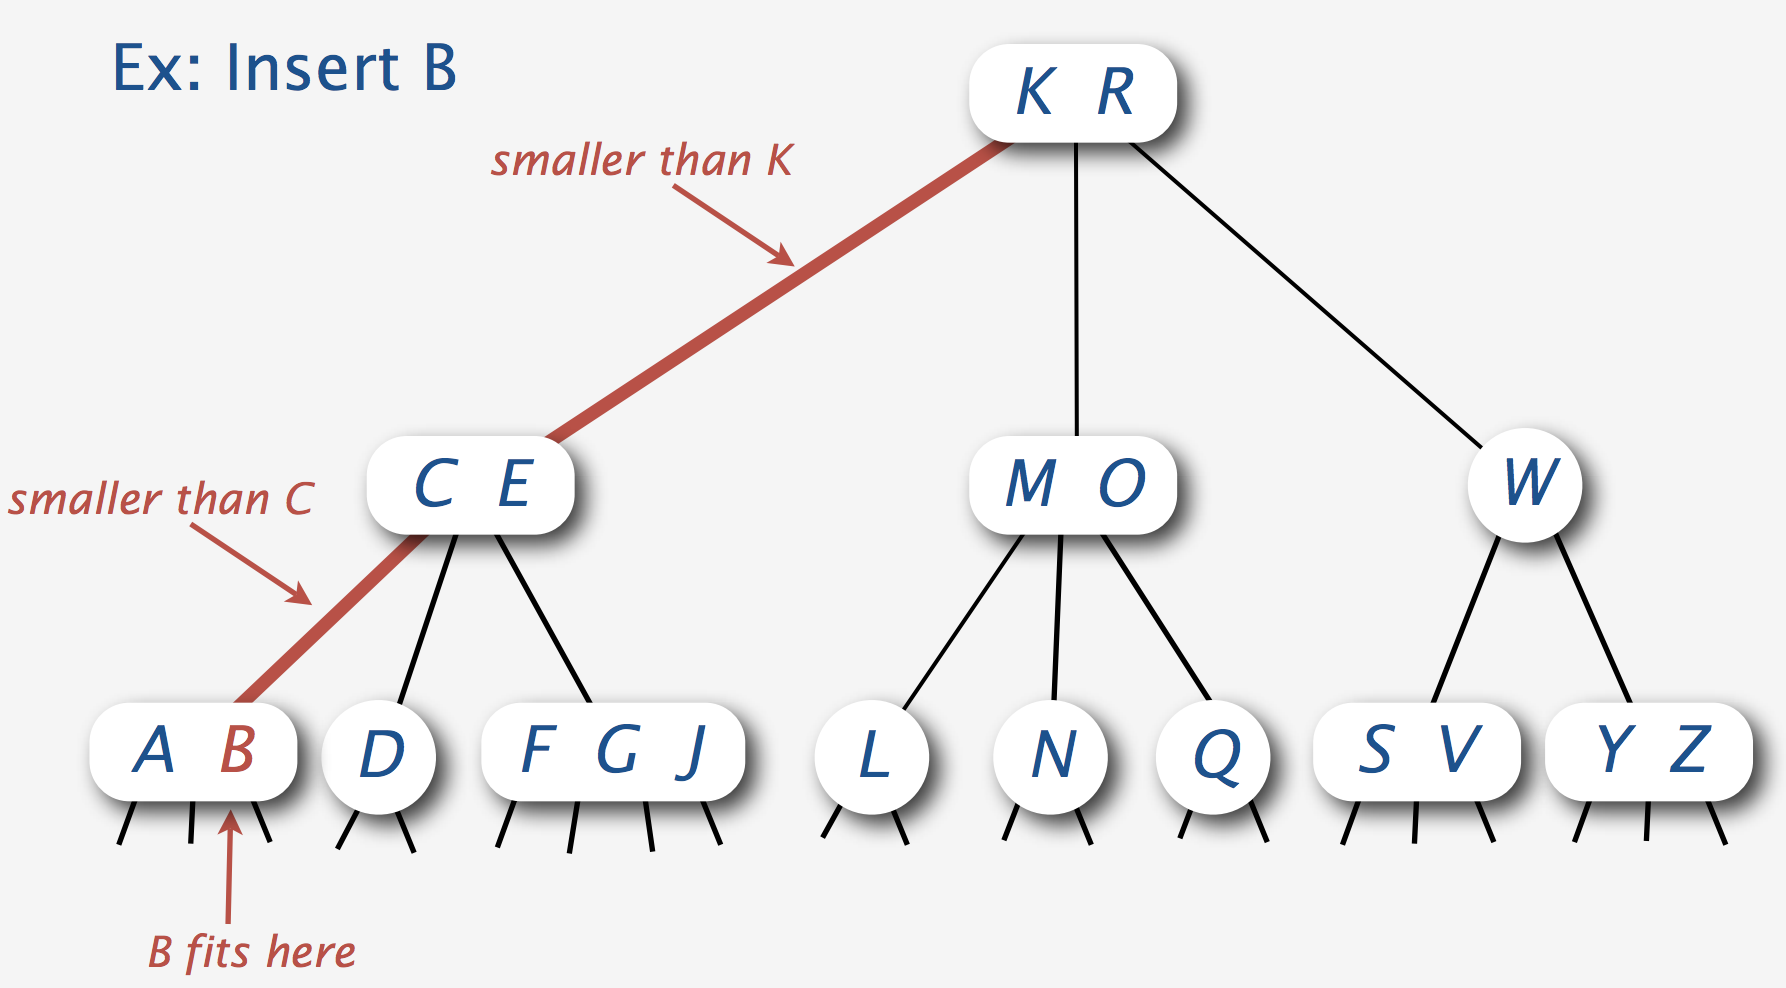 Ex: Insert B
K R
smaller than K
C E
M O
W
smaller than C
A B
D
F G J
L
N
Q
S V
Y Z
B fits here